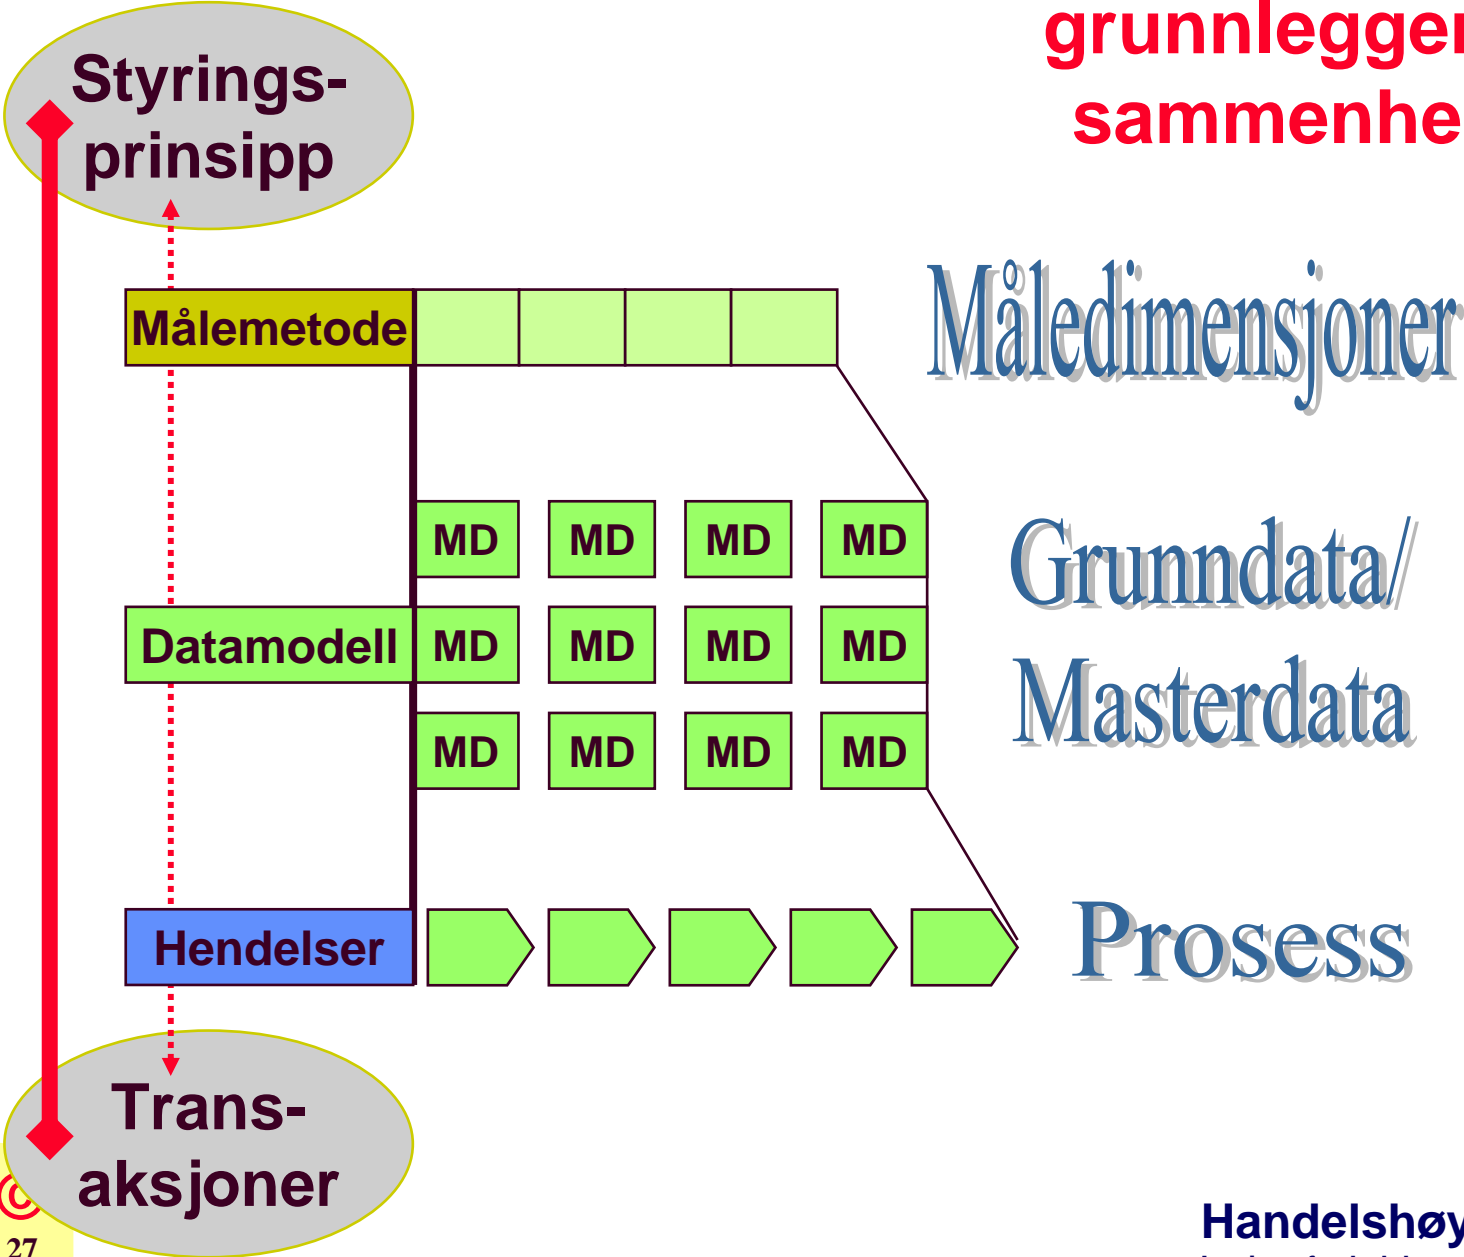 grunnlegger
sammenhe
Styrings-
prinsipp
Målemetode
Måledimensjoner
MD MD MD MD
Grunndata/
Datamodell MD MD MD MD
Masterdata
MD MD MD MD
Hendelser
Prosess
Trans-
aksjoner
©
27
Handelshøy